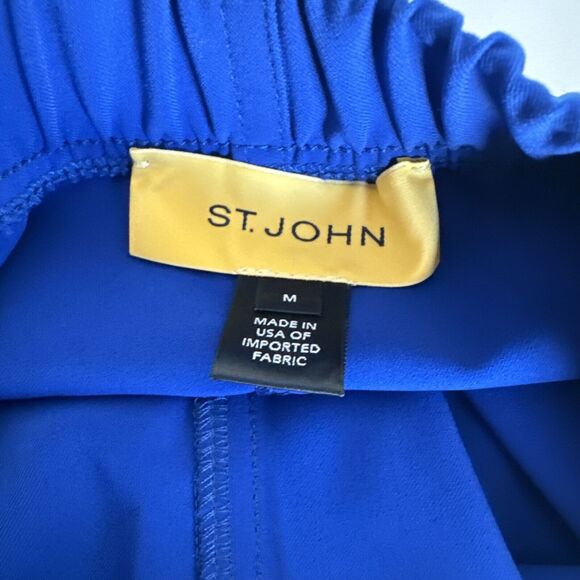 ST. JOHN
M
MADE IN
USA OF
IMPORTED
FABRIC